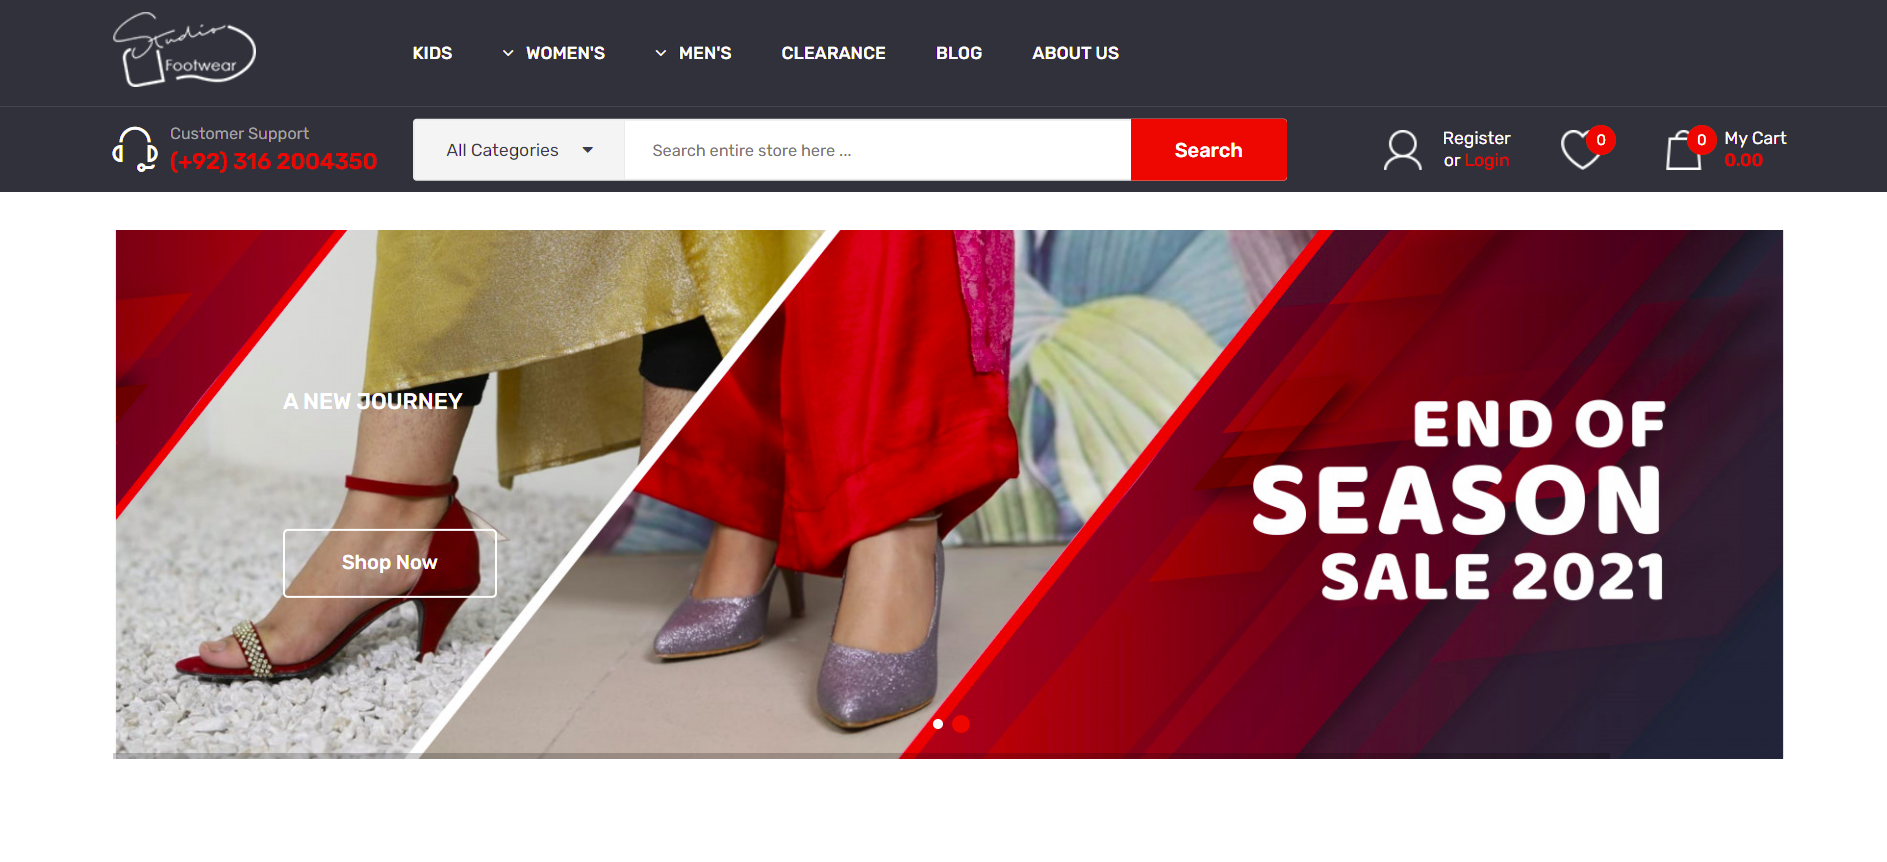 Studio
Footwear
KIDS
WOMEN'S
MEN'S
CLEARANCE
BLOG
ABOUT US
Customer Support
(+92) 316 2004350
All Categories
Search entire store here ...
Search
Register
or Login
0
0
My Cart
0.00
A NEW JOURNEY
Shop Now
END OF
SEASON
SALE 2021